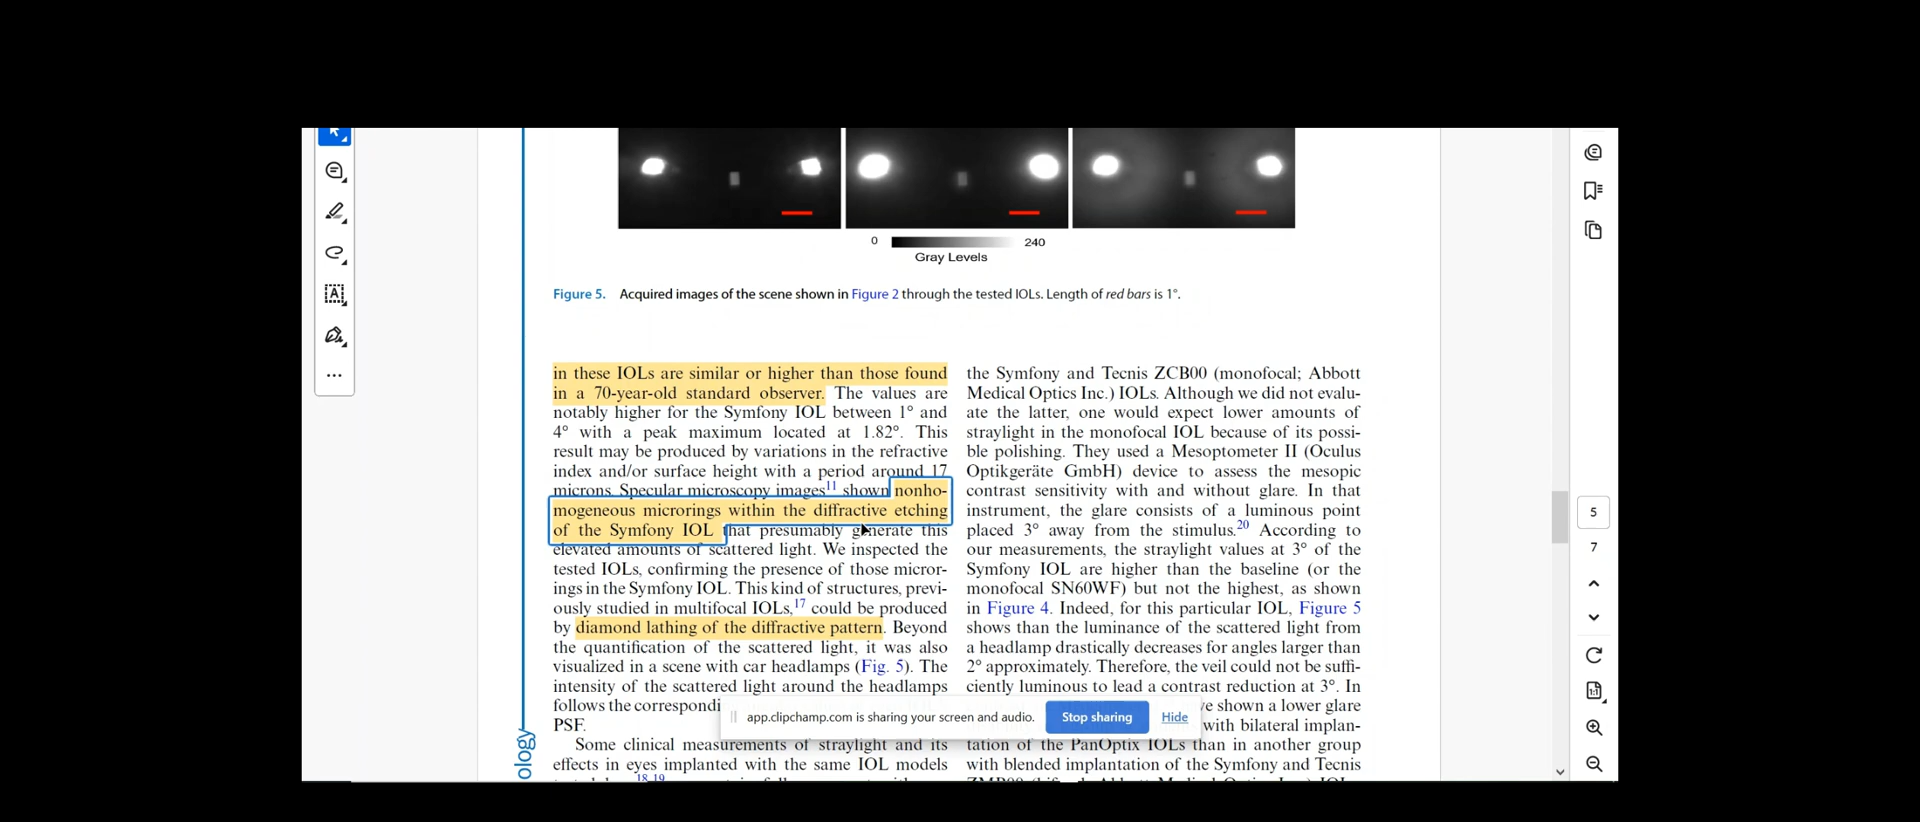 0
240
Gray Levels
Figure 5. Acquired images of the scene shown in Figure 2 through the tested IOLs. Length of red bars is 1°.
in these IOLs are similar or higher than those found
in a 70-year-old standard observer. The values are
notably higher for the Symfony IOL between 1° and
4° with a peak maximum located at 1.82°. This
result may be produced by variations in the refractive
index and/or surface height with a period around 17
microns. Specular microscopy images11 shown nonho-
mogeneous microrings within the diffractive etching
of the Symfony IOL that presumably generate this
elevated amounts of scattered light. We inspected the
tested IOLs, confirming the presence of those micror-
ings in the Symfony IOL. This kind of structures, previ-
ously studied in multifocal IOLs,17 could be produced
by diamond lathing of the diffractive pattern. Beyond
the quantification of the scattered light, it was also
visualized in a scene with car headlamps (Fig. 5). The
intensity of the scattered light around the headlamps
follows the correspondi
PSF.
Some clinical measurements of straylight and its
effects in eyes implanted with the same IOL models
18,19
the Symfony and Tecnis ZCB00 (monofocal; Abbott
Medical Optics Inc.) IOLs. Although we did not evalu-
ate the latter, one would expect lower amounts of
straylight in the monofocal IOL because of its possi-
ble polishing. They used a Mesoptometer II (Oculus
Optikgeräte GmbH) device to assess the mesopic
contrast sensitivity with and without glare. In that
instrument, the glare consists of a luminous point
placed 3° away from the stimulus.20 According to
our measurements, the straylight values at 3° of the
Symfony IOL are higher than the baseline (or the
monofocal SN60WF) but not the highest, as shown
in Figure 4. Indeed, for this particular IOL, Figure 5
shows than the luminance of the scattered light from
a headlamp drastically decreases for angles larger than
2° approximately. Therefore, the veil could not be suffi-
ciently luminous to lead a contrast reduction at 3°. In
ve shown a lower glare
with bilateral implan-
tation of the PanOptix IOLs than in another group
with blended implantation of the Symfony and Tecnis
ology
app.clipchamp.com is sharing your screen and audio.
Stop sharing
Hide
5
7